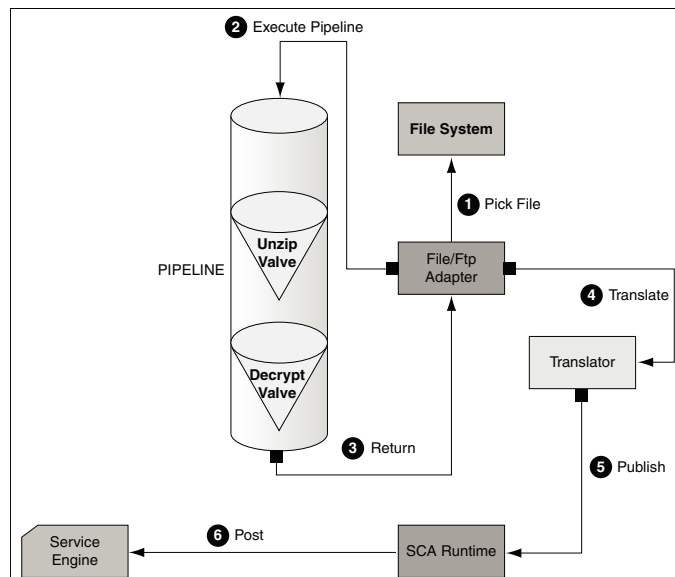 2 Execute Pipeline
File System
1 Pick File
Unzip
Valve
PIPELINE
File/Ftp
Adapter
4 Translate
Translator
Decrypt
Valve
3 Return
5 Publish
6 Post
Service
Engine
SCA Runtime